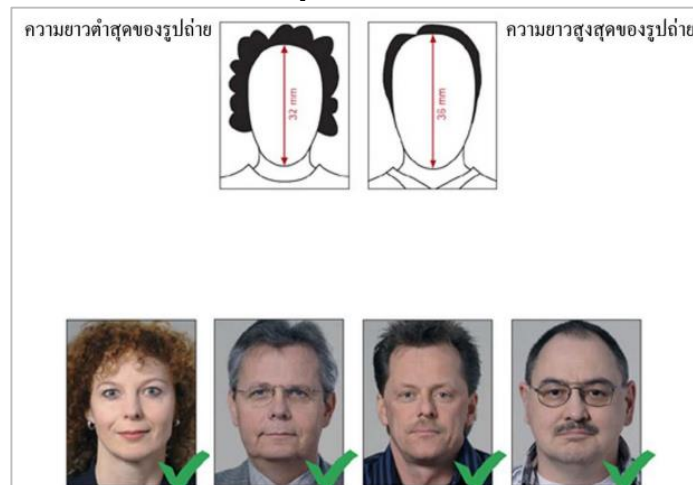 ความยาวต่ำสุดของรูปถ่าย
ความยาวสูงสุดของรูปถ่าย
32 mm
36 mm